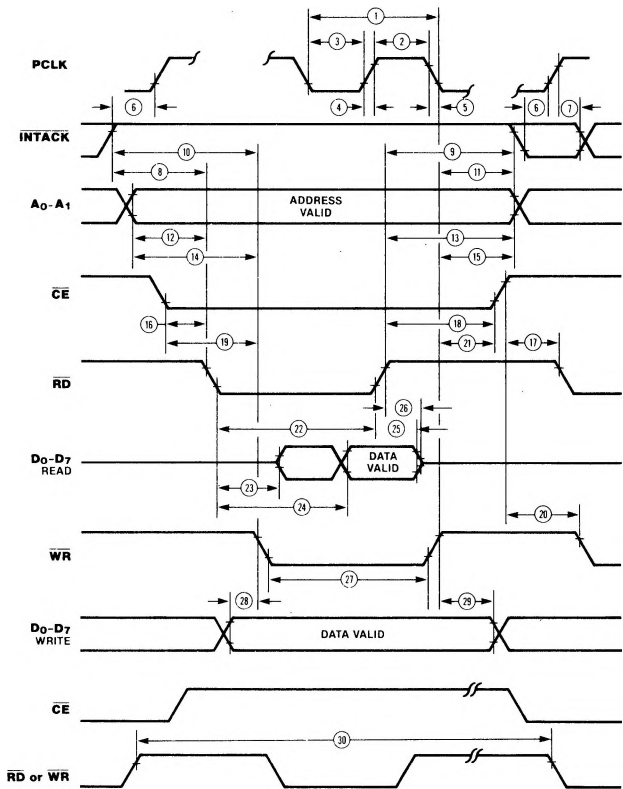 1
3
2
PCLK
4
5
6
6
7
INTACK
10
9
8
11
A0-A1
ADDRESS
VALID
12
13
14
15
CE
16
19
18
21
17
RD
22
26
25
D0-D7
READ
DATA
VALID
23
24
20
WR
27
28
29
D0-D7
WRITE
DATA VALID
CE
30
RD or WR